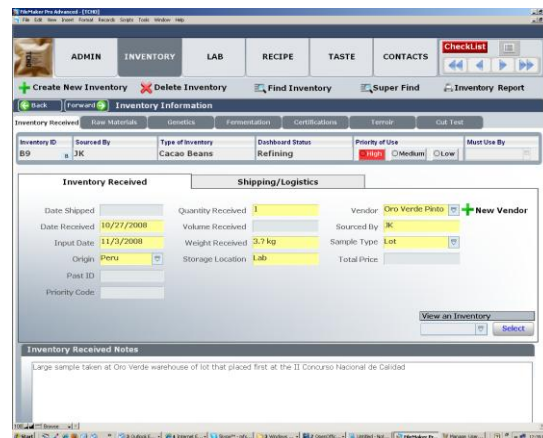 FileMaker Pro Advanced - [TCHO]
File Edit View Insert Format Records Scripts Tools Window Help
TCHO
ADMIN INVENTORY LAB RECIPE TASTE CONTACTS CheckList
Create New Inventory Delete Inventory Find Inventory Super Find Inventory Report
Back Forward Inventory Information
Inventory Received Raw Materials Genetics Fermentation Certifications Terroir Cut Test
Inventory ID Sourced By Type of Inventory Dashboard Status Priority of Use Must Use By
B9 JK Cacao Beans Refining High Medium Low
Inventory Received Shipping/Logistics
Date Shipped Quantity Received 1 Vendor Oro Verde Pinto New Vendor
Date Received 10/27/2008 Volume Received Sourced By JK
Input Date 11/3/2008 Weight Received 3.7 kg Sample Type Lot
Origin Peru Storage Location Lab Total Price
Past ID
Priority Code
View an Inventory
Select
Inventory Received Notes
Large sample taken at Oro Verde warehouse of lot that placed first at the II Concurso Nacional de Calidad
100 Browse
Start